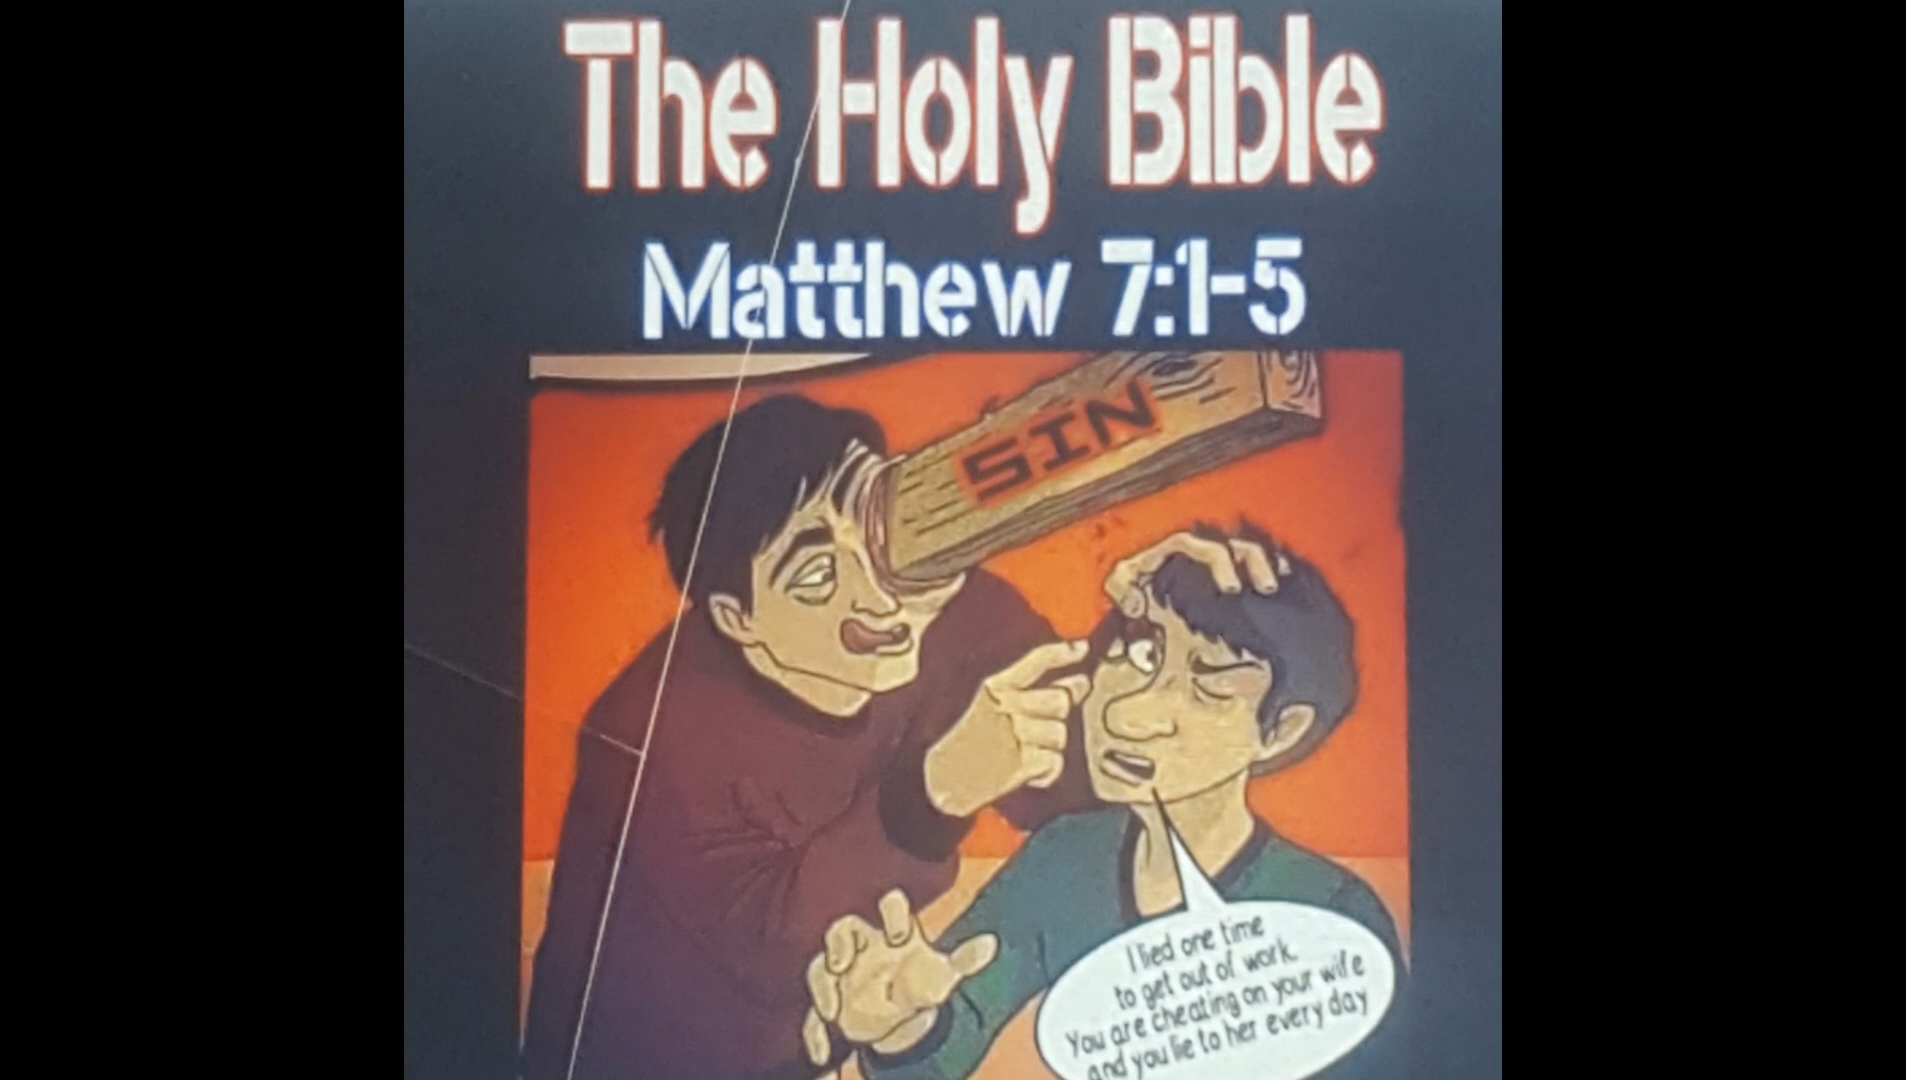 The Holy Bible
Matthew 7:1-5
SIN
I lied one time
to get out of work.
You are cheating on your wife
and you lie to her every day